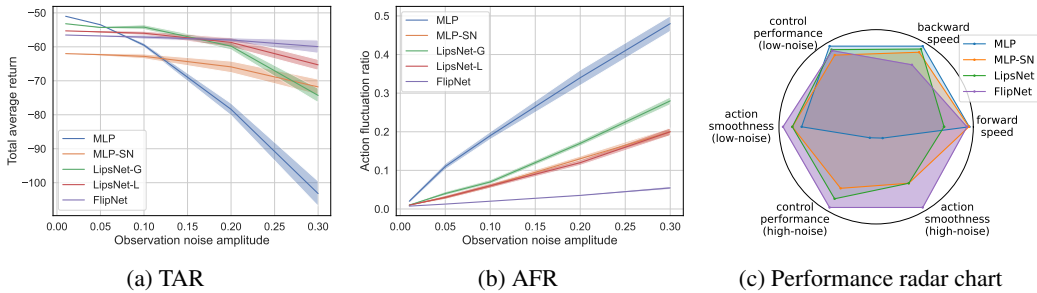 −50
−60
−70
−80
−90
−100
Total average return
MLP
MLP-SN
LipsNet-G
LipsNet-L
FlipNet
0.00 0.05 0.10 0.15 0.20 0.25 0.30
Observation noise amplitude
(a) TAR
0.5
0.4
0.3
0.2
0.1
0.0
Action fluctuation ratio
MLP
MLP-SN
LipsNet-G
LipsNet-L
FlipNet
0.00 0.05 0.10 0.15 0.20 0.25 0.30
Observation noise amplitude
(b) AFR
control
performance
(low-noise)
backward
speed
MLP
MLP-SN
LipsNet
FlipNet
action
smoothness
(low-noise)
forward
speed
control
performance
(high-noise)
action
smoothness
(high-noise)
(c) Performance radar chart